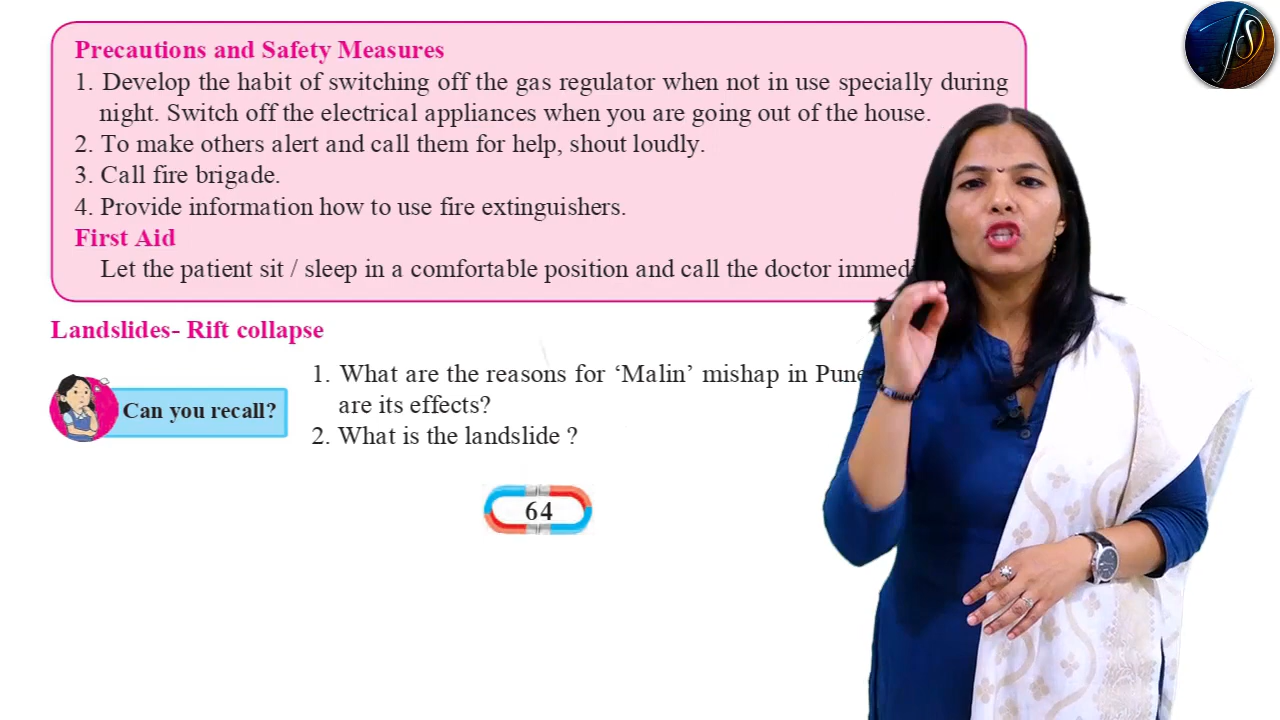 Precautions and Safety Measures
1. Develop the habit of switching off the gas regulator when not in use specially during
night. Switch off the electrical appliances when you are going out of the house.
2. To make others alert and call them for help, shout loudly.
3. Call fire brigade.
4. Provide information how to use fire extinguishers.
First Aid
Let the patient sit / sleep in a comfortable position and call the doctor
Landslides- Rift collapse
Can you recall?
1. What are the reasons for ‘Malin’ mishap in
are its effects?
2. What is the landslide ?
64